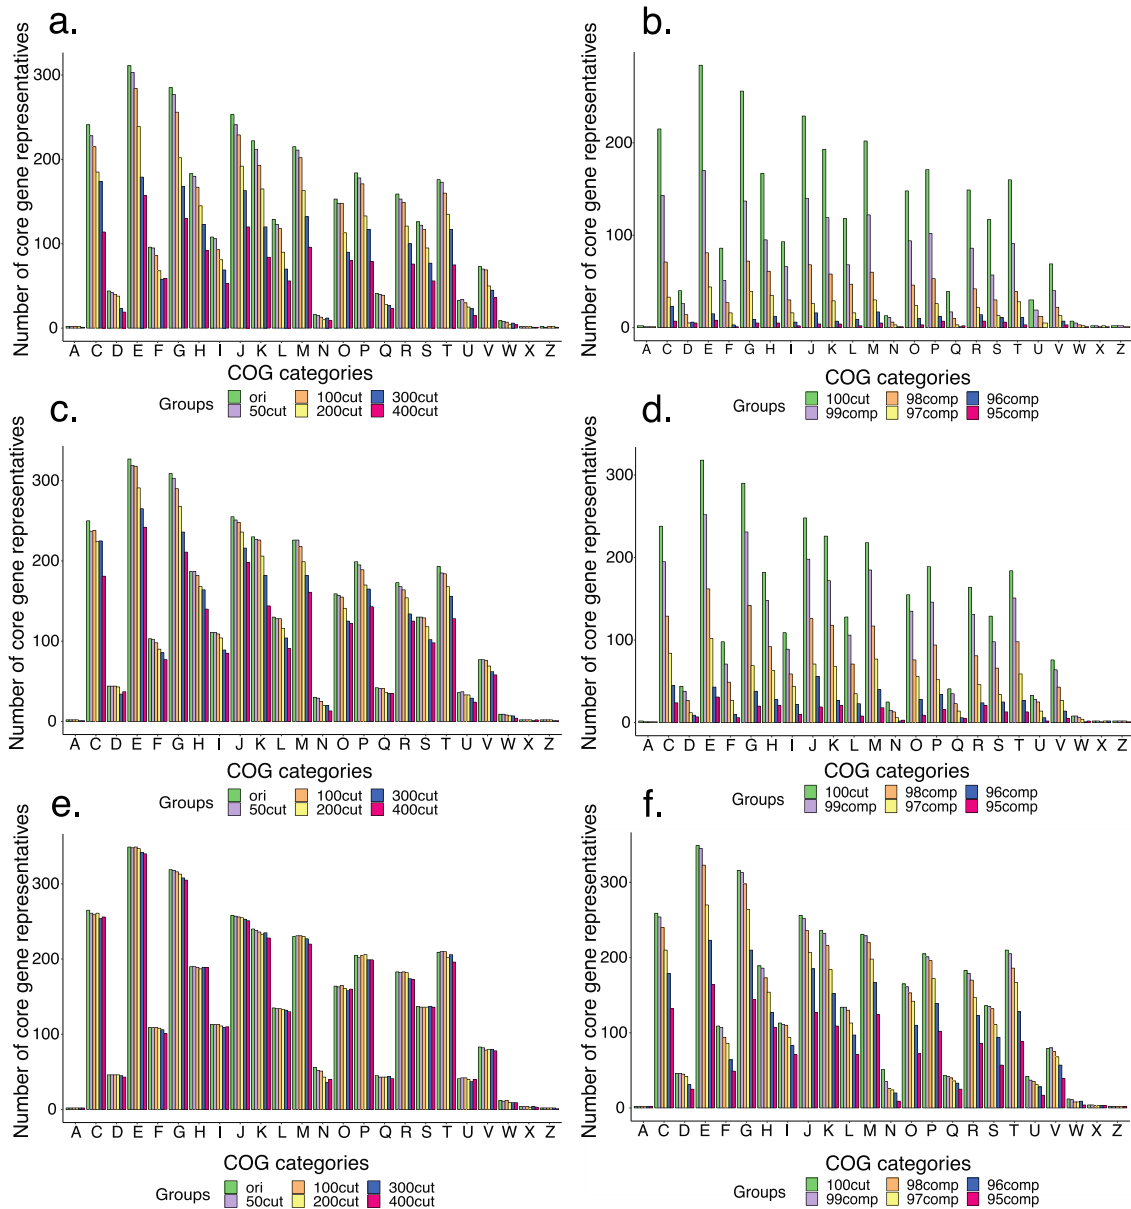 a.
Number of core gene representatives
300
200
100
0
A C D E F G H I J K L M N O P Q R S T U V W X Z
COG categories
Groups ori 100cut 300cut
50cut 200cut 400cut
b.
Number of core gene representatives
200
100
0
A C D E F G H I J K L M N O P Q R S T U V W X Z
COG categories
Groups 100cut 98comp 96comp
99comp 97comp 95comp
c.
Number of core gene representatives
300
200
100
0
A C D E F G H I J K L M N O P Q R S T U V W X Z
COG categories
Groups ori 100cut 300cut
50cut 200cut 400cut
d.
Number of core gene representatives
300
200
100
0
A C D E F G H I J K L M N O P Q R S T U V W X Z
COG categories
Groups 100cut 98comp 96comp
99comp 97comp 95comp
e.
Number of core gene representatives
300
200
100
0
A C D E F G H I J K L M N O P Q R S T U V W X Z
COG categories
Groups ori 100cut 300cut
50cut 200cut 400cut
f.
Number of core gene representatives
300
200
100
0
A C D E F G H I J K L M N O P Q R S T U V W X Z
COG categories
Groups 100cut 98comp 96comp
99comp 97comp 95comp